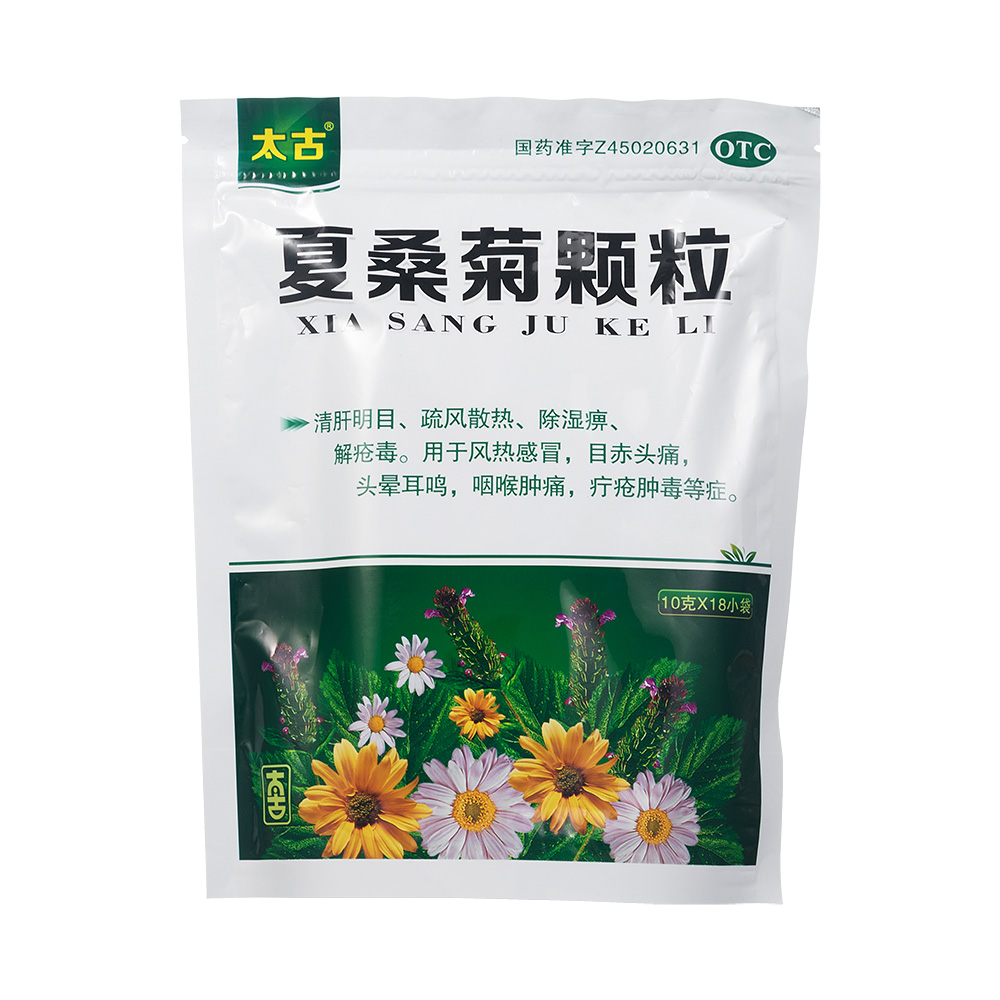 太古®
国药准字Z45020631 OTC
夏桑菊颗粒
XIA SANG JU KE LI
清肝明目、疏风散热、除湿痹、
解疮毒。用于风热感冒，目赤头痛，
头晕耳鸣，咽喉肿痛，疔疮肿毒等症。
10克X18小袋
太古